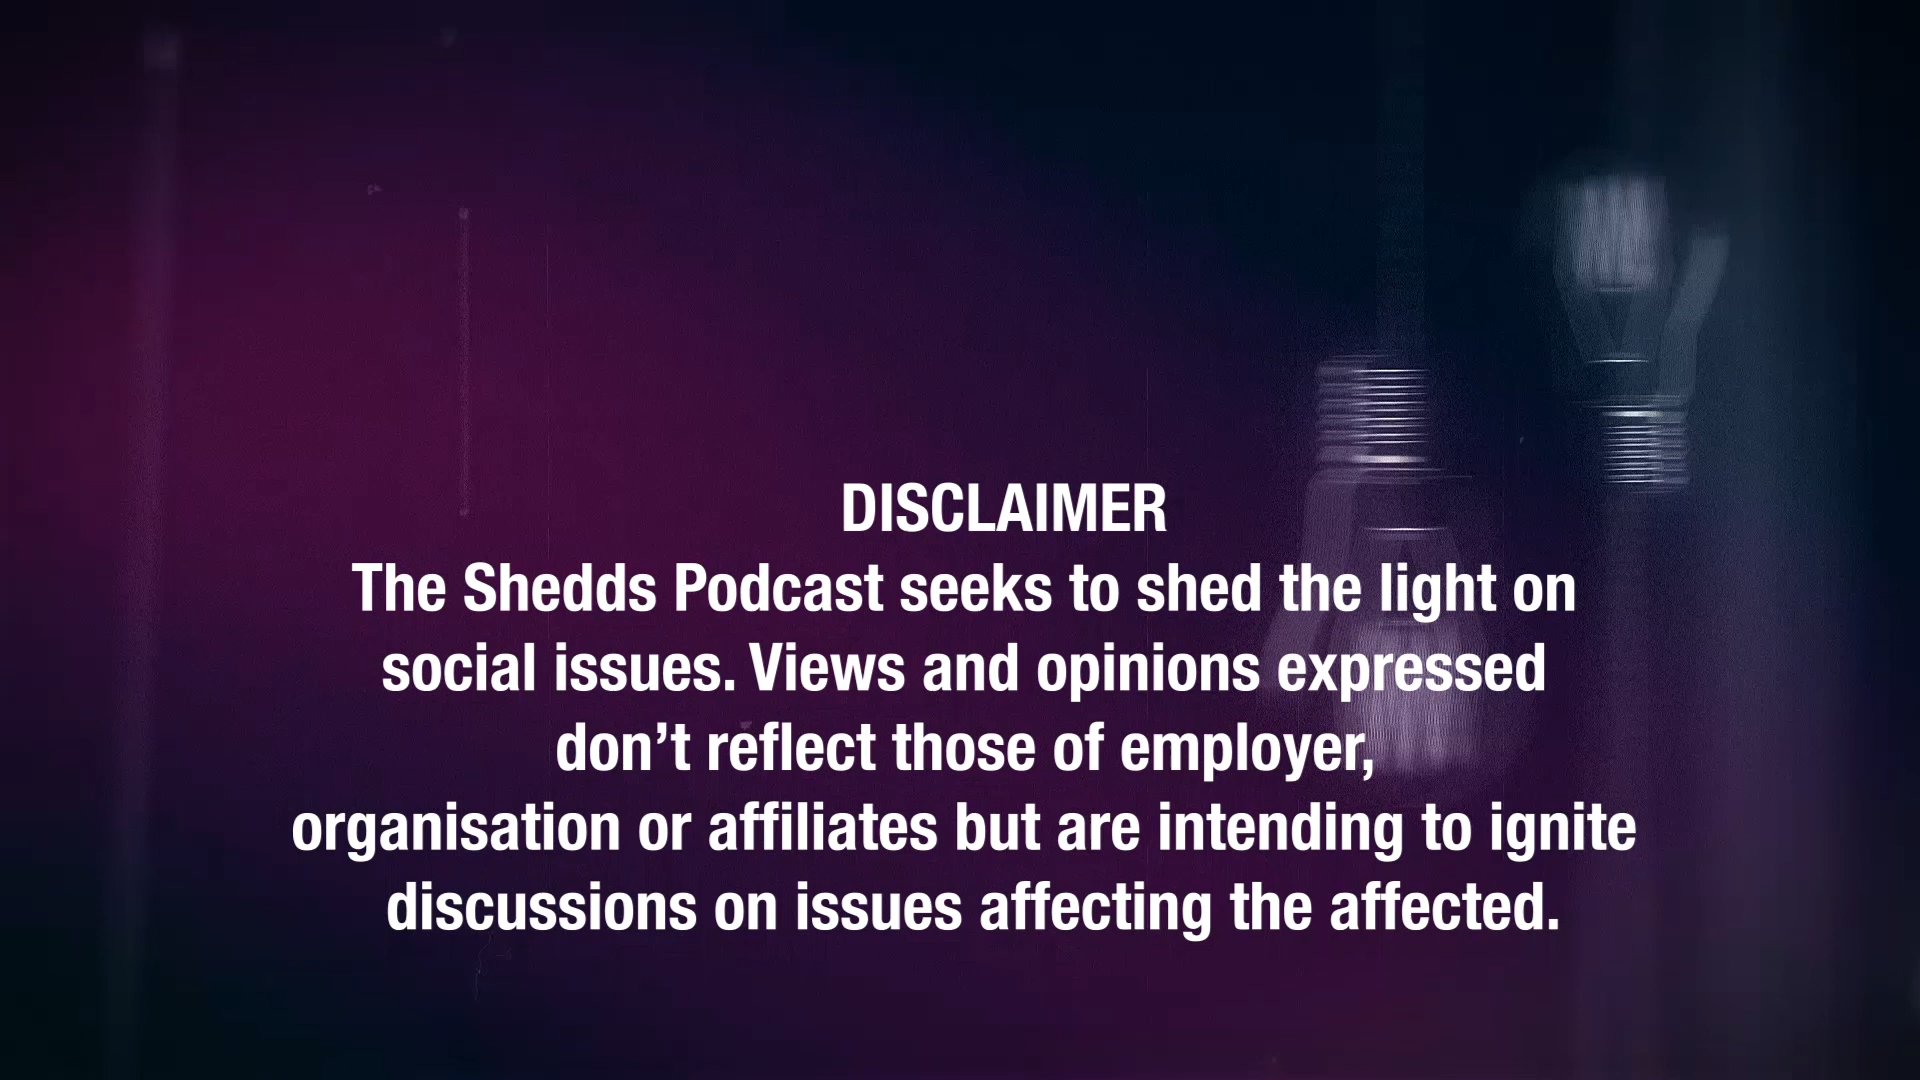 DISCLAIMER
The Shedds Podcast seeks to shed the light on
social issues. Views and opinions expressed
don’t reflect those of employer,
organisation or affiliates but are intending to ignite
discussions on issues affecting the affected.